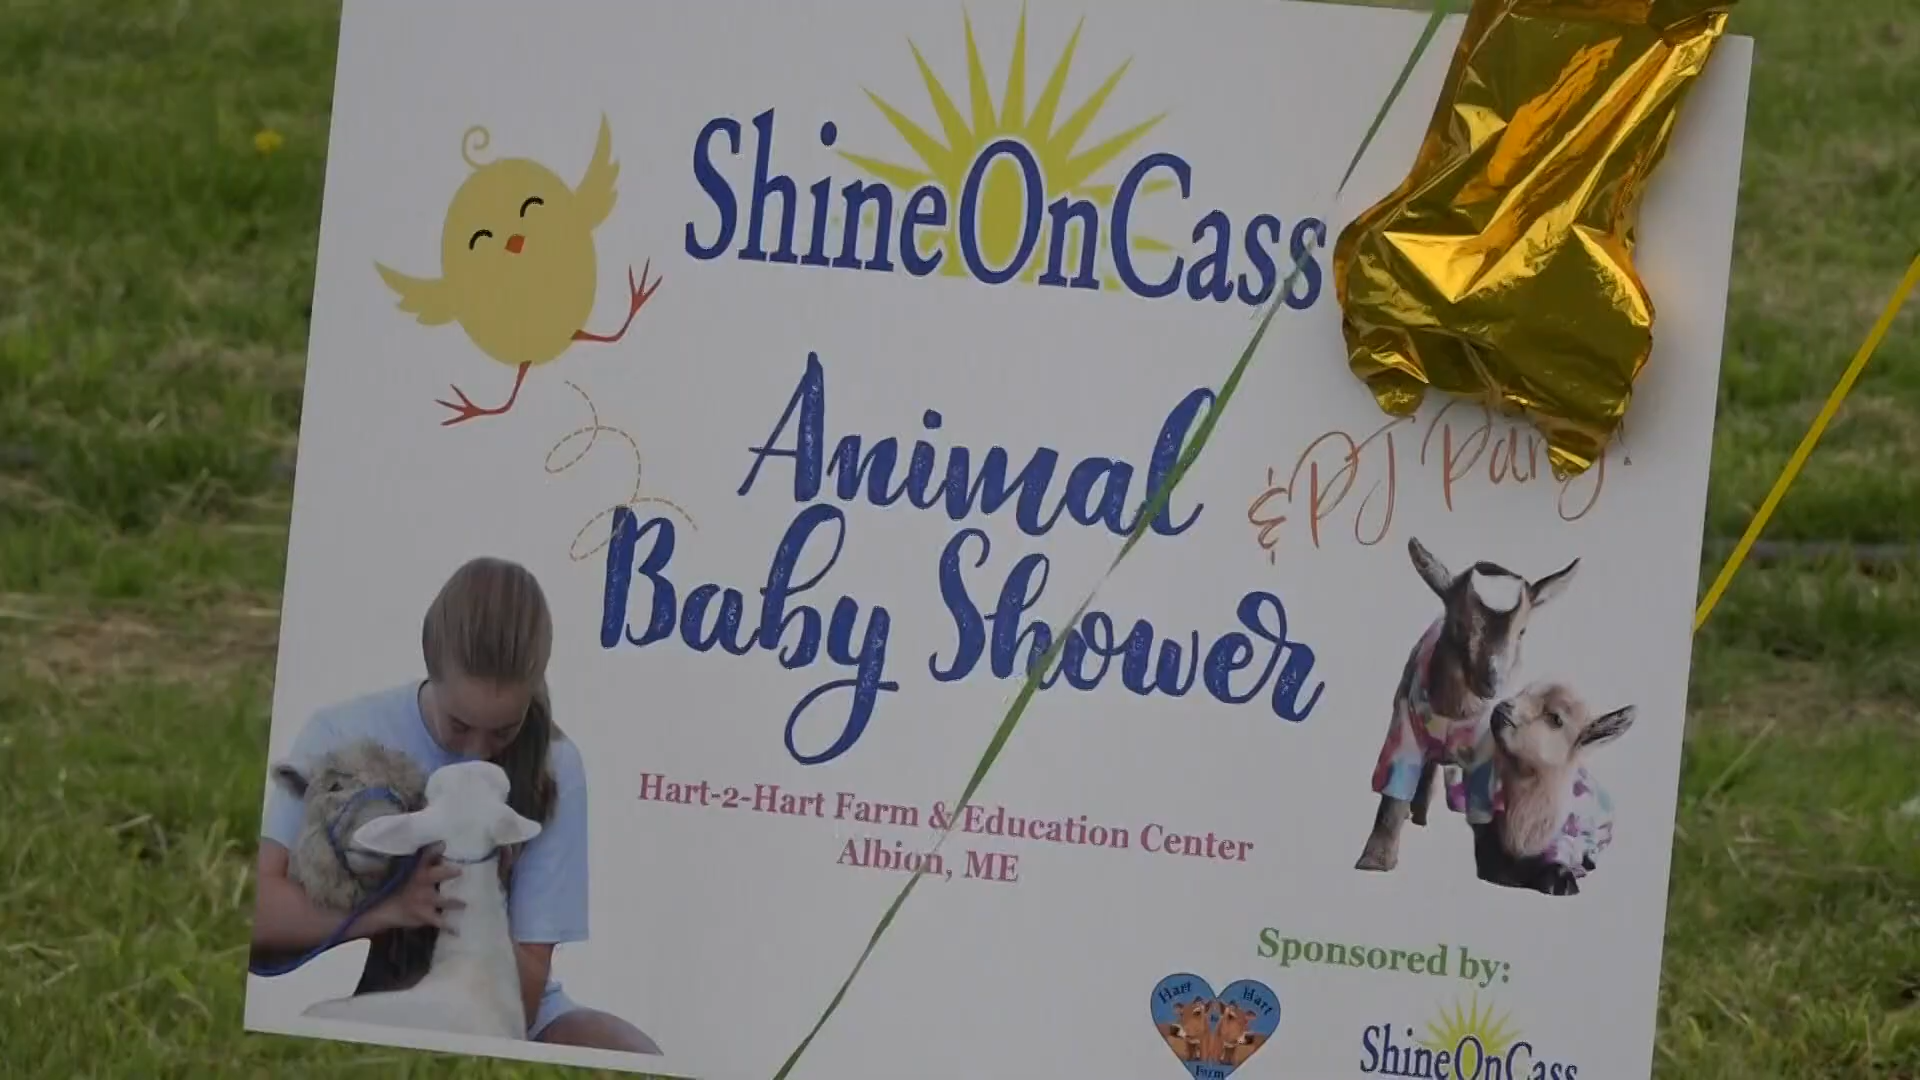 ShineOnCass
Animal
& PJ Party!
Baby Shower
Hart-2-Hart Farm & Education Center
Albion, ME
Sponsored by:
Hart 2 Hart
Farm
ShineOnCass